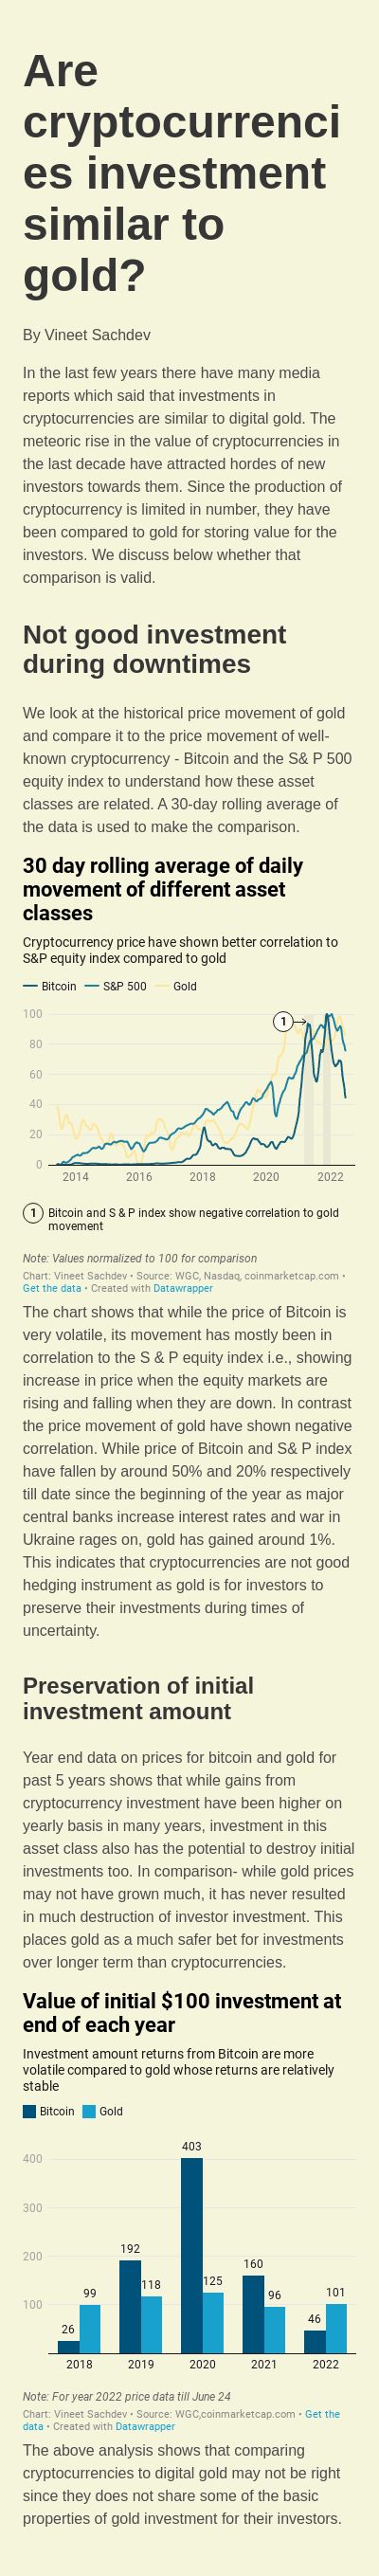 Are
cryptocurrenci
es investment
similar to
gold?
By Vineet Sachdev
In the last few years there have many media
reports which said that investments in
cryptocurrencies are similar to digital gold. The
meteoric rise in the value of cryptocurrencies in
the last decade have attracted hordes of new
investors towards them. Since the production of
cryptocurrency is limited in number, they have
been compared to gold for storing value for the
investors. We discuss below whether that
comparison is valid.
Not good investment
during downtimes
We look at the historical price movement of gold
and compare it to the price movement of well-
known cryptocurrency - Bitcoin and the S& P 500
equity index to understand how these asset
classes are related. A 30-day rolling average of
the data is used to make the comparison.
30 day rolling average of daily
movement of different asset
classes
Cryptocurrency price have shown better correlation to
S&P equity index compared to gold
Bitcoin S&P 500 Gold
100
1
80
60
40
20
0
2014 2016 2018 2020 2022
1 Bitcoin and S & P index show negative correlation to gold
movement
Note: Values normalized to 100 for comparison
Chart: Vineet Sachdev • Source: WGC, Nasdaq, coinmarketcap.com •
Get the data • Created with Datawrapper
The chart shows that while the price of Bitcoin is
very volatile, its movement has mostly been in
correlation to the S & P equity index i.e., showing
increase in price when the equity markets are
rising and falling when they are down. In contrast
the price movement of gold have shown negative
correlation. While price of Bitcoin and S& P index
have fallen by around 50% and 20% respectively
till date since the beginning of the year as major
central banks increase interest rates and war in
Ukraine rages on, gold has gained around 1%.
This indicates that cryptocurrencies are not good
hedging instrument as gold is for investors to
preserve their investments during times of
uncertainty.
Preservation of initial
investment amount
Year end data on prices for bitcoin and gold for
past 5 years shows that while gains from
cryptocurrency investment have been higher on
yearly basis in many years, investment in this
asset class also has the potential to destroy initial
investments too. In comparison- while gold prices
may not have grown much, it has never resulted
in much destruction of investor investment. This
places gold as a much safer bet for investments
over longer term than cryptocurrencies.
Value of initial $100 investment at
end of each year
Investment amount returns from Bitcoin are more
volatile compared to gold whose returns are relatively
stable
Bitcoin Gold
403
400
300
192
200
160
118 125
99 96 101
100
26 46
2018 2019 2020 2021 2022
Note: For year 2022 price data till June 24
Chart: Vineet Sachdev • Source: WGC,coinmarketcap.com • Get the
data • Created with Datawrapper
The above analysis shows that comparing
cryptocurrencies to digital gold may not be right
since they does not share some of the basic
properties of gold investment for their investors.